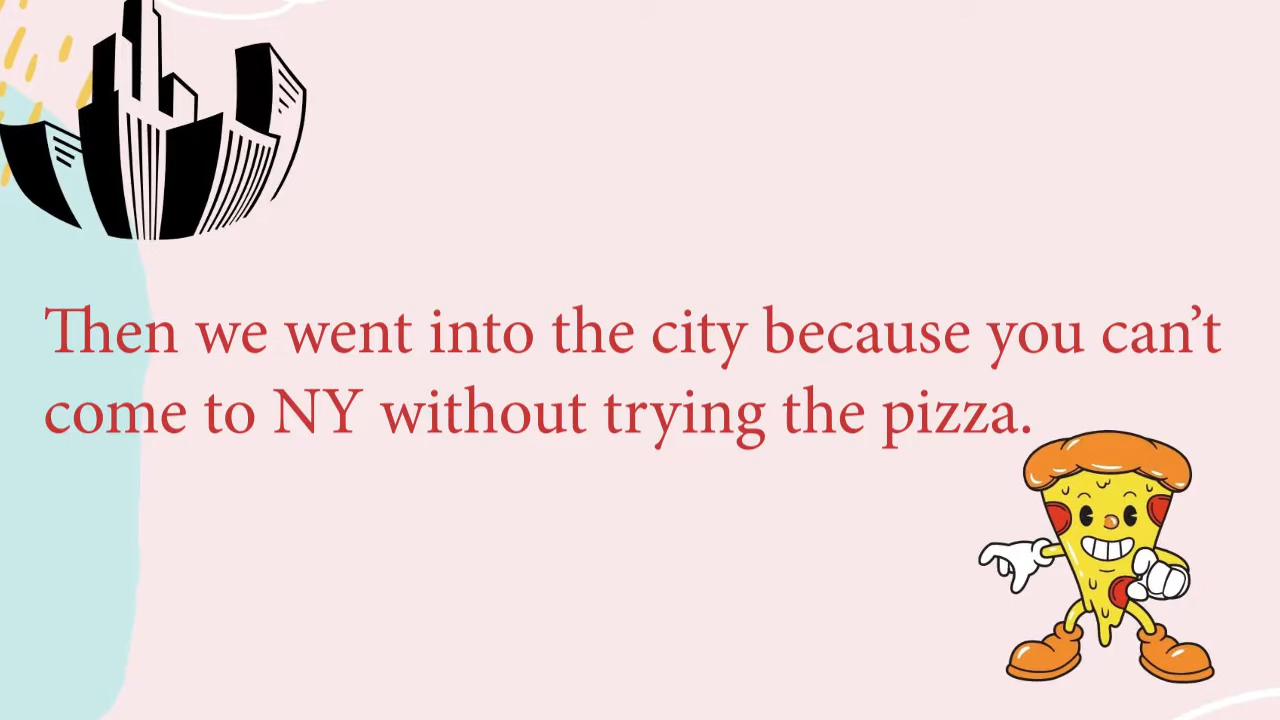 Then we went into the city because you can’t
come to NY without trying the pizza.